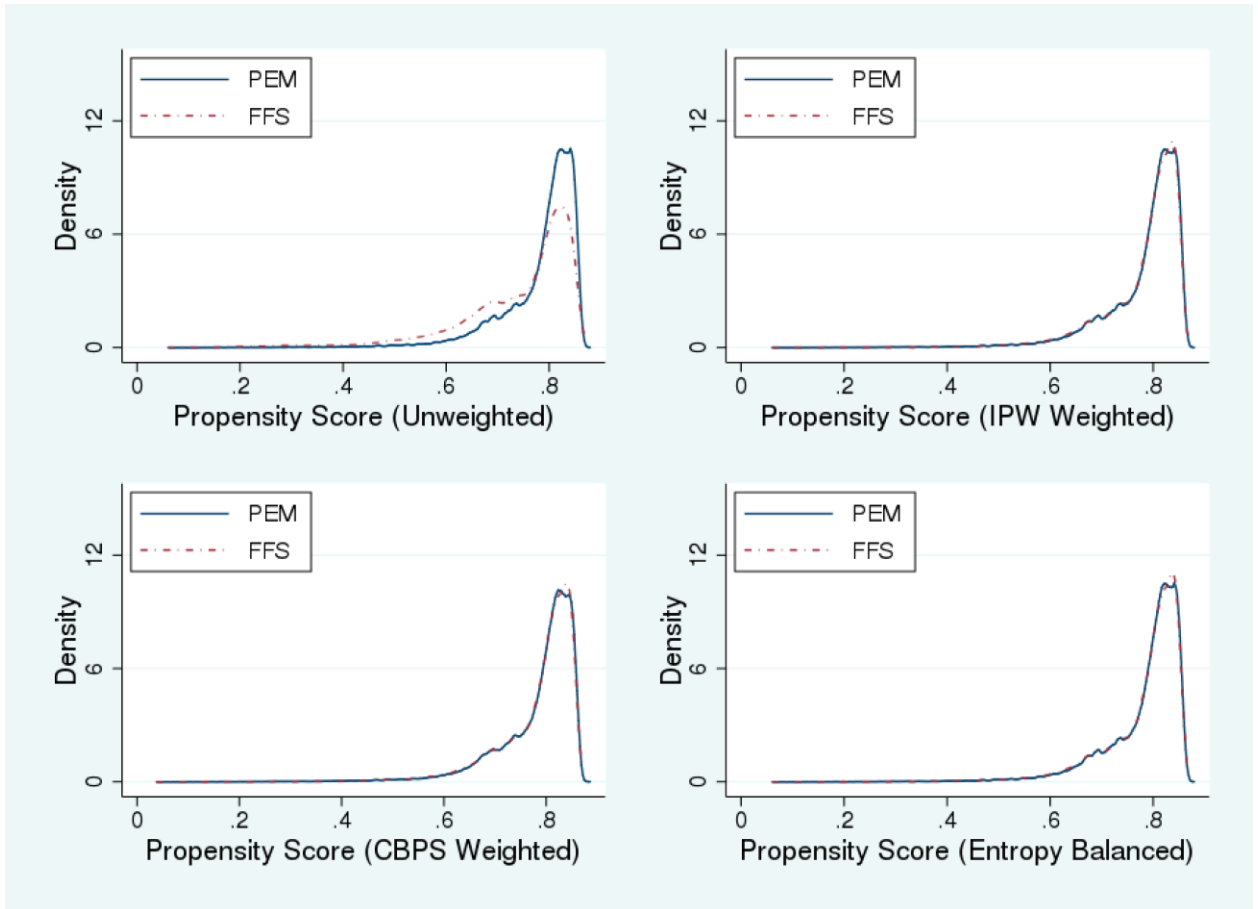 PEM
FFS
12
6
0
Density
0 .2 .4 .6 .8
Propensity Score (Unweighted)
PEM
FFS
12
6
0
Density
0 .2 .4 .6 .8
Propensity Score (IPW Weighted)
PEM
FFS
12
6
0
Density
0 .2 .4 .6 .8
Propensity Score (CBPS Weighted)
PEM
FFS
12
6
0
Density
0 .2 .4 .6 .8
Propensity Score (Entropy Balanced)